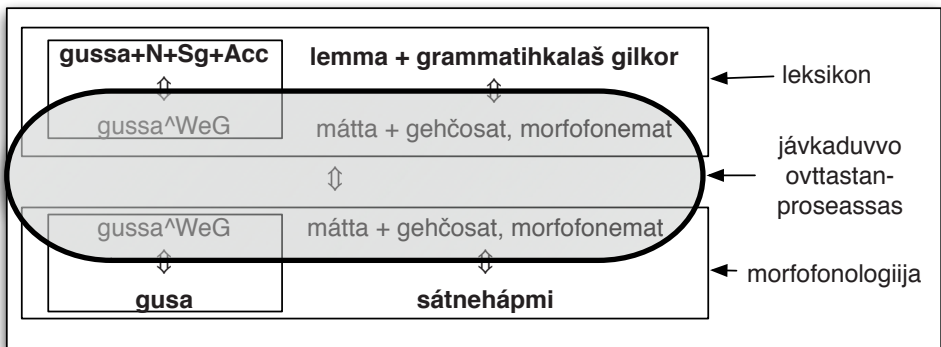 gussa+N+Sg+Acc lemma + grammatihkalaš gilkor
⇕ ⇕
leksikon
gussa^WeG mátta + gehčosat, morfofonemat
⇕
jávkaduvvo
ovttastan-
proseassas
gussa^WeG mátta + gehčosat, morfofonemat
⇕ ⇕
morfofonologiija
gusa sátnehápmi